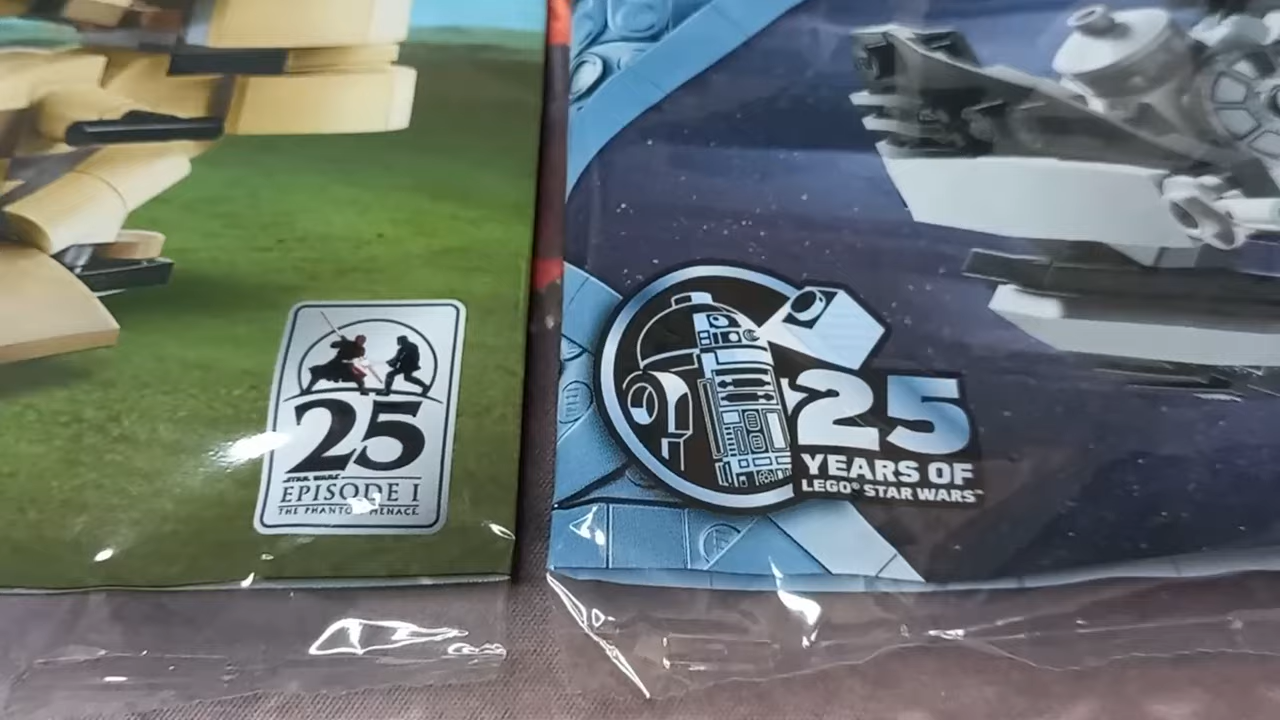 25
STAR WARS
EPISODE I
THE PHANTOM MENACE
25
YEARS OF
LEGO® STAR WARS™